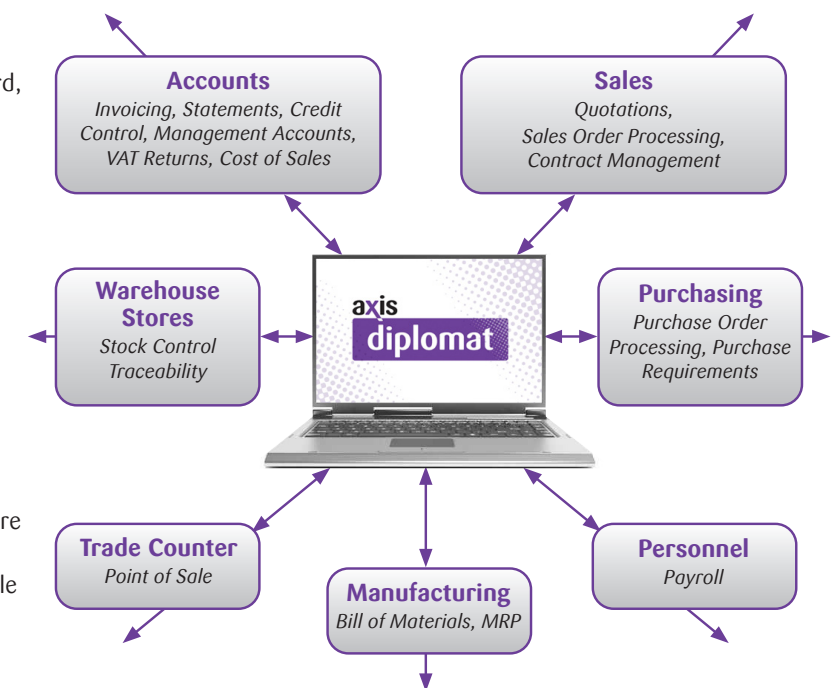 rd,
Accounts
Invoicing, Statements, Credit
Control, Management Accounts,
VAT Returns, Cost of Sales
Sales
Quotations,
Sales Order Processing,
Contract Management
Warehouse
Stores
Stock Control
Traceability
axis
diplomat
Purchasing
Purchase Order
Processing, Purchase
Requirements
re
le
Trade Counter
Point of Sale
Manufacturing
Bill of Materials, MRP
Personnel
Payroll